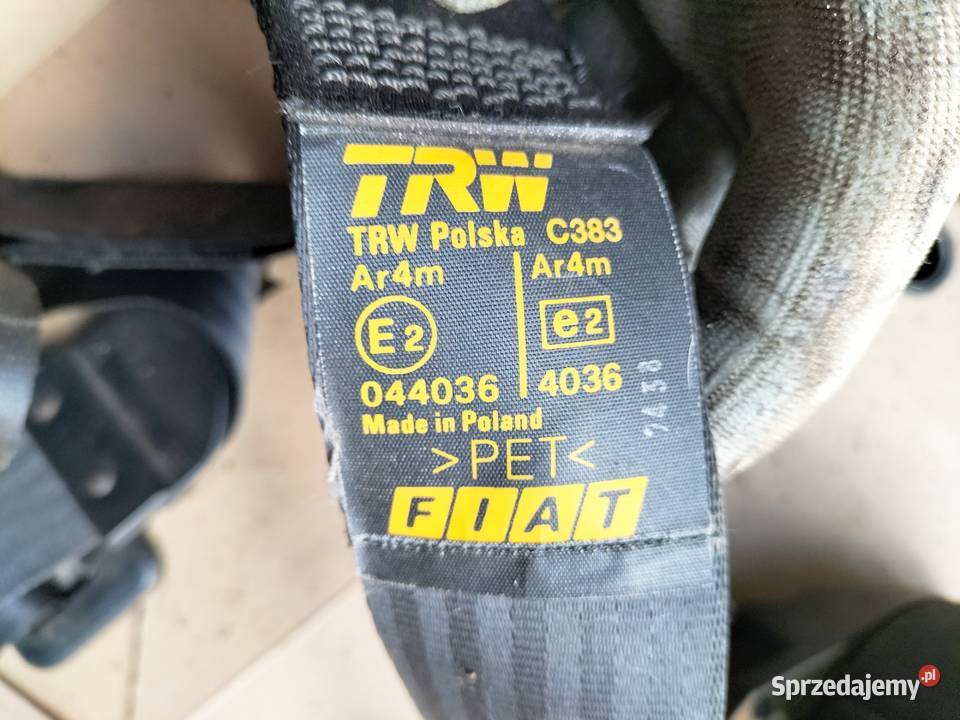 TRW
TRW Polska C383
Ar4m Ar4m
E2 e2
044036 4036
Made in Poland
>PET<
FIAT
Sprzedajemy.pl